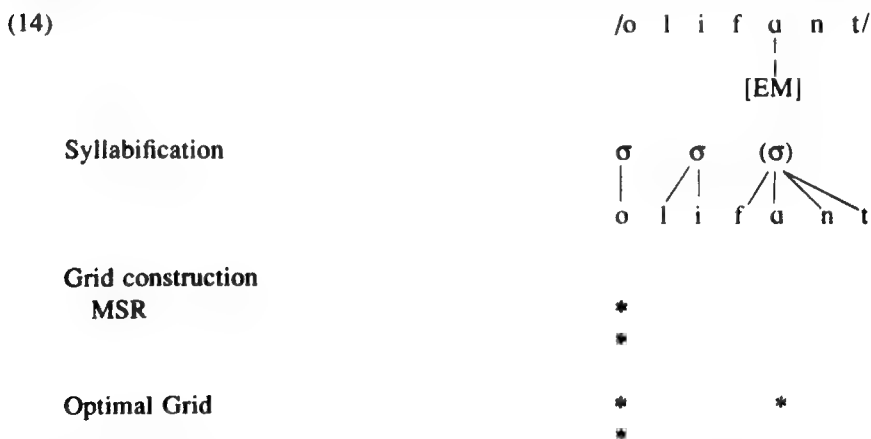 (14) /o l i f ɑ n t/
[EM]
Syllabification σ σ (σ)
o l i f ɑ n t
Grid construction
MSR *
*
Optimal Grid * *
*